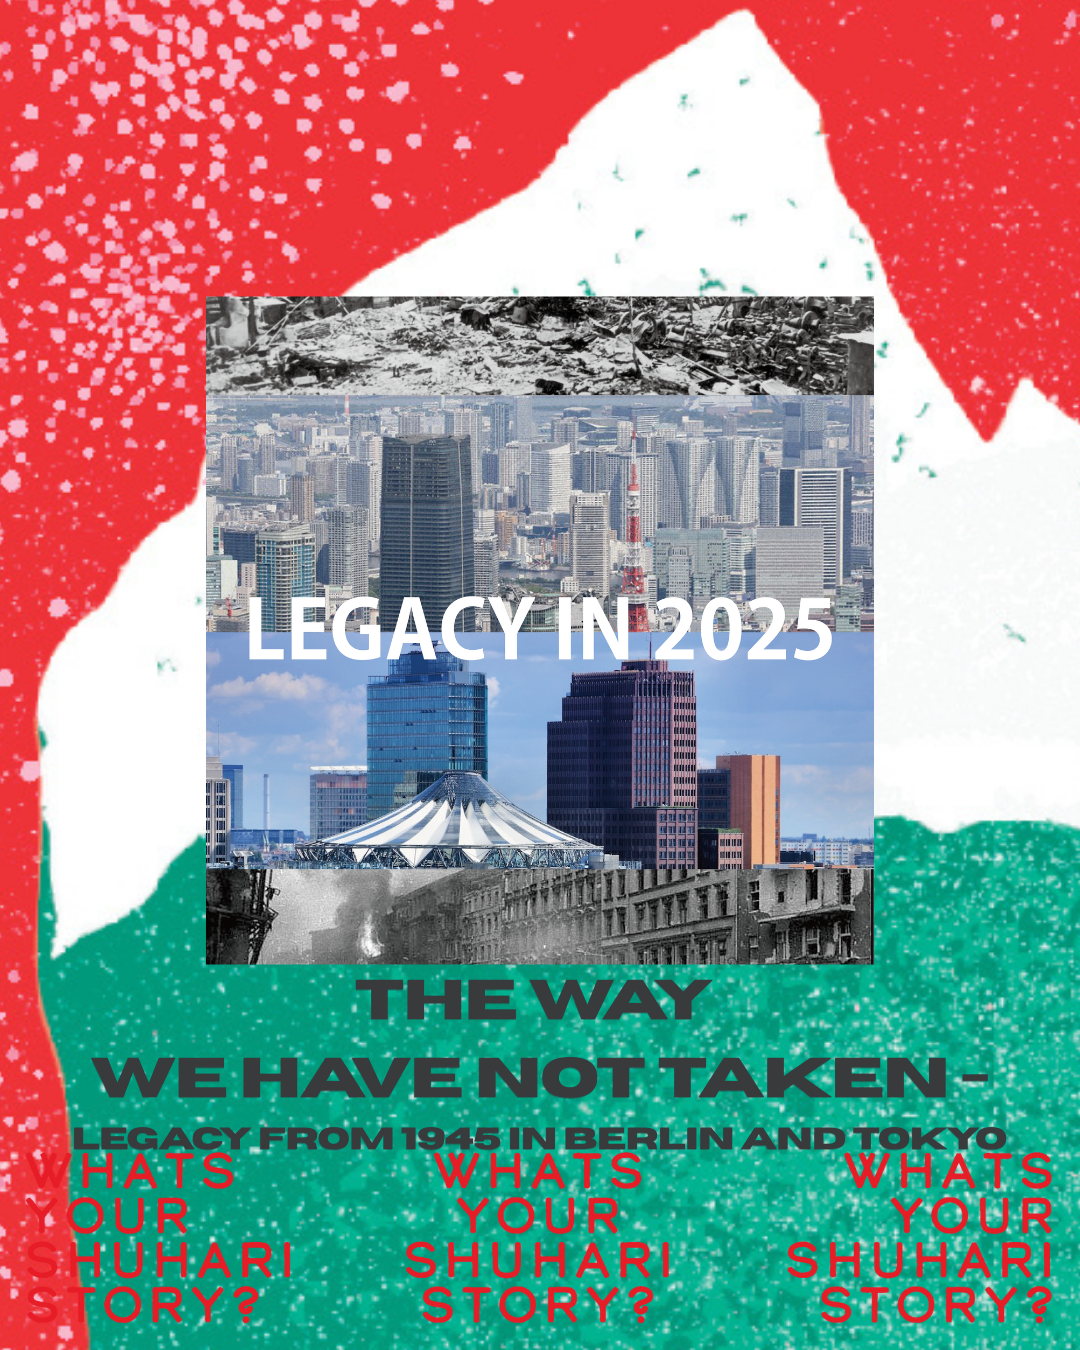 LEGACY IN 2025
THE WAY
WE HAVE NOT TAKEN –
LEGACY FROM 1945 IN BERLIN AND TOKYO
WHATS
YOUR
SHUHARI
STORY?
WHATS
YOUR
SHUHARI
STORY?
WHATS
YOUR
SHUHARI
STORY?